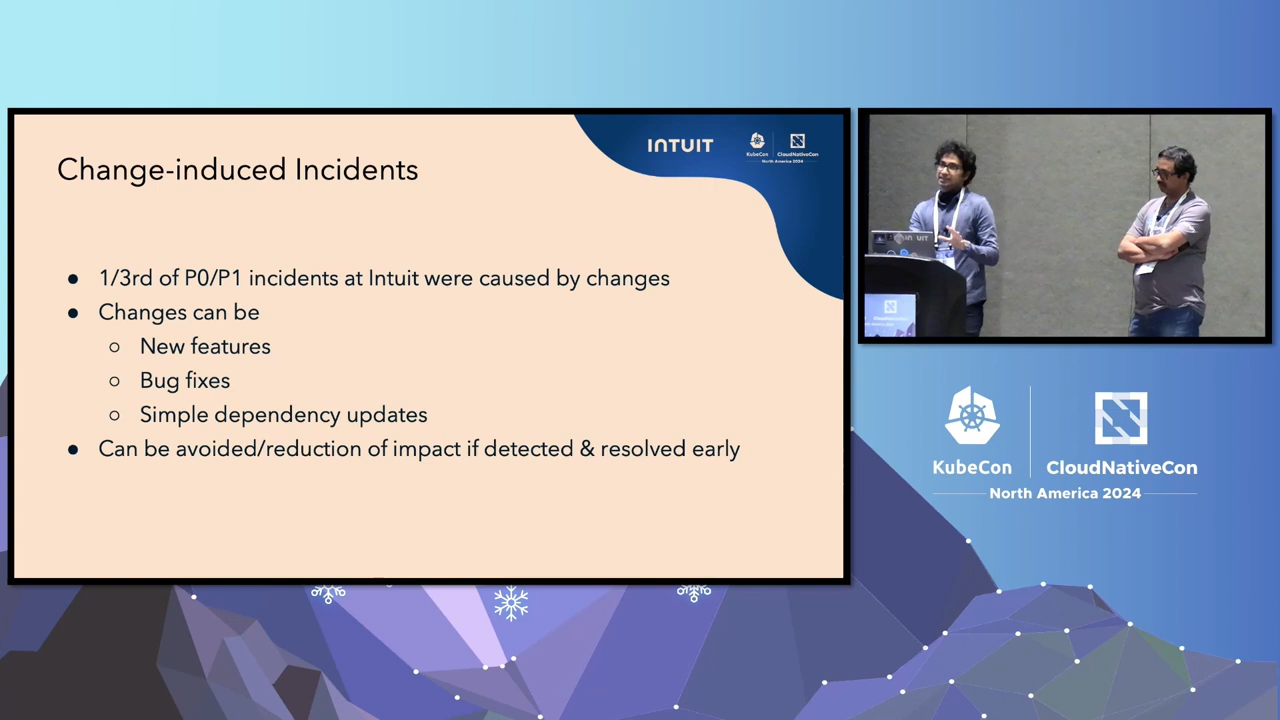 Change-induced Incidents
INTUIT
KubeCon
CloudNativeCon
North America 2024
● 1/3rd of P0/P1 incidents at Intuit were caused by changes
● Changes can be
○ New features
○ Bug fixes
○ Simple dependency updates
● Can be avoided/reduction of impact if detected & resolved early
INTUIT
CloudNativeCon
KubeCon
CloudNativeCon
North America 2024